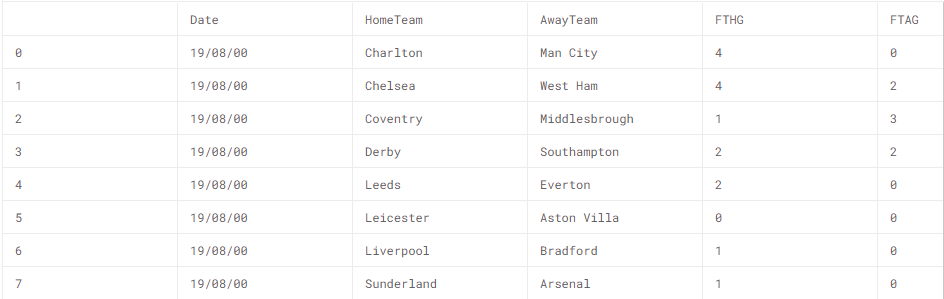 Date HomeTeam AwayTeam FTHG FTAG
0 19/08/00 Charlton Man City 4 0
1 19/08/00 Chelsea West Ham 4 2
2 19/08/00 Coventry Middlesbrough 1 3
3 19/08/00 Derby Southampton 2 2
4 19/08/00 Leeds Everton 2 0
5 19/08/00 Leicester Aston Villa 0 0
6 19/08/00 Liverpool Bradford 1 0
7 19/08/00 Sunderland Arsenal 1 0